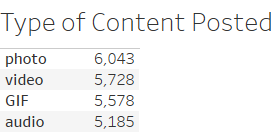 Type of Content Posted
photo 6,043
video 5,728
GIF 5,578
audio 5,185